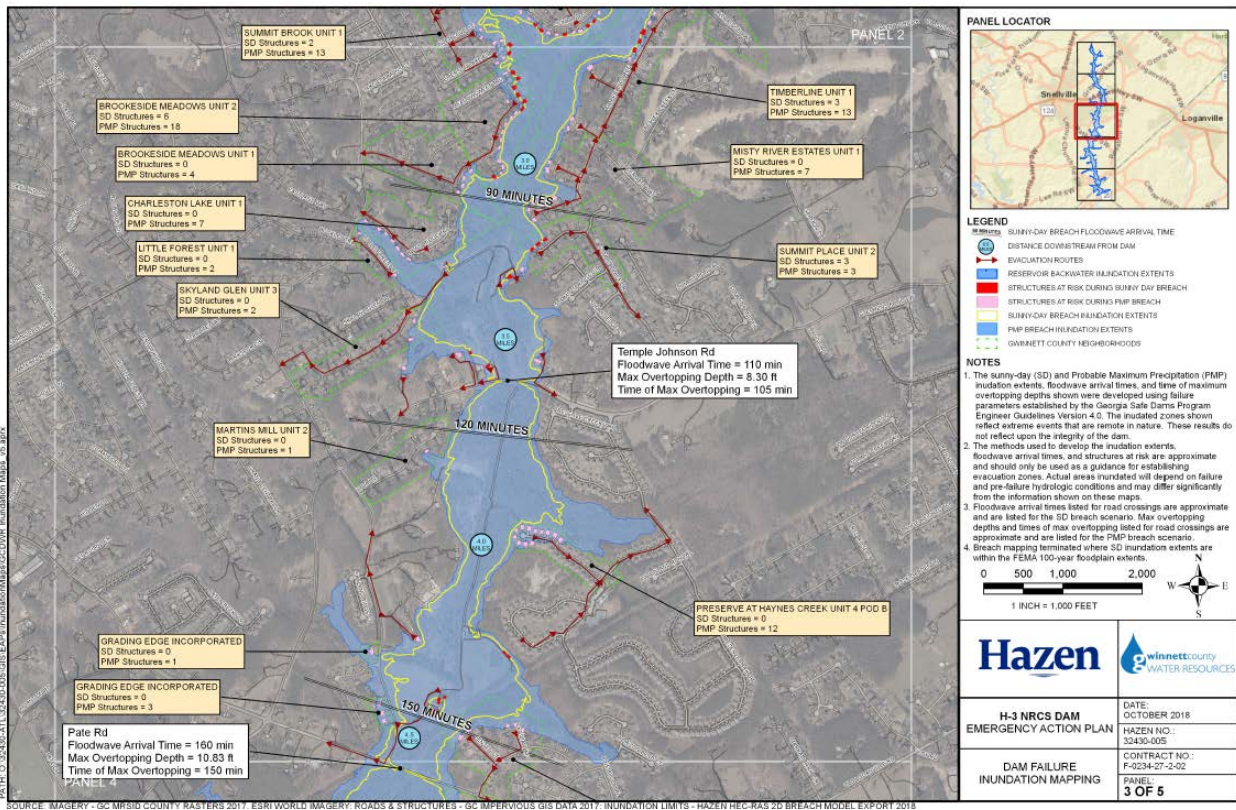 PANEL 2
SUMMIT BROOK UNIT 1
SD Structures = 2
PMP Structures = 13
TIMBERLINE UNIT 1
SD Structures = 3
PMP Structures = 13
BROOKESIDE MEADOWS UNIT 2
SD Structures = 6
PMP Structures = 18
BROOKESIDE MEADOWS UNIT 1
SD Structures = 0
PMP Structures = 4
MISTY RIVER ESTATES UNIT 1
SD Structures = 0
PMP Structures = 7
3.0
MILES
90 MINUTES
CHARLESTON LAKE UNIT 1
SD Structures = 0
PMP Structures = 7
LITTLE FOREST UNIT 1
SD Structures = 0
PMP Structures = 2
SUMMIT PLACE UNIT 2
SD Structures = 3
PMP Structures = 3
SKYLAND GLEN UNIT 3
SD Structures = 0
PMP Structures = 2
3.5
MILES
Temple Johnson Rd
Floodwave Arrival Time = 110 min
Max Overtopping Depth = 8.30 ft
Time of Max Overtopping = 105 min
120 MINUTES
MARTINS MILL UNIT 2
SD Structures = 0
PMP Structures = 1
4.0
MILES
PRESERVE AT HAYNES CREEK UNIT 4 POD B
SD Structures = 0
PMP Structures = 12
GRADING EDGE INCORPORATED
SD Structures = 0
PMP Structures = 1
GRADING EDGE INCORPORATED
SD Structures = 0
PMP Structures = 3
150 MINUTES
4.5
MILES
Pate Rd
Floodwave Arrival Time = 160 min
Max Overtopping Depth = 10.83 ft
Time of Max Overtopping = 150 min
PANEL 4
PANEL LOCATOR
Snellville
Loganville
LEGEND
SUNNY-DAY BREACH FLOODWAVE ARRIVAL TIME
DISTANCE DOWNSTREAM FROM DAM
EVACUATION ROUTES
RESERVOIR BACKWATER INUNDATION EXTENTS
STRUCTURES AT RISK DURING SUNNY DAY BREACH
STRUCTURES AT RISK DURING PMP BREACH
SUNNY-DAY BREACH INUNDATION EXTENTS
PMP BREACH INUNDATION EXTENTS
GWINNETT COUNTY NEIGHBORHOODS
NOTES
1. The sunny-day (SD) and Probable Maximum Precipitation (PMP)
inudation extents, floodwave arrival times, and time of maximum
overtopping depths shown were developed using failure
parameters established by the Georgia Safe Dams Program
Engineer Guidelines Version 4.0. The inudated zones shown
reflect extreme events that are remote in nature. These results do
not reflect upon the integrity of the dam.
2. The methods used to develop the inudation extents,
floodwave arrival times, and structures at risk are approximate
and should only be used as a guidance for establishing
evacuation zones. Actual areas inundated will depend on failure
and pre-failure hydrologic conditions and may differ significantly
from the information shown on these maps.
3. Floodwave arrival times listed for road crossings are approximate
and are listed for the SD breach scenario. Max overtopping
depths and times of max overtopping listed for road crossings are
approximate and are listed for the PMP breach scenario.
4. Breach mapping terminated where SD inundation extents are
within the FEMA 100-year floodplain extents.
0 500 1,000 2,000
1 INCH = 1,000 FEET
N
W E
S
Hazen
gwinnettcounty
WATER RESOURCES
H-3 NRCS DAM
EMERGENCY ACTION PLAN
DATE:
OCTOBER 2018
HAZEN NO.:
32430-005
DAM FAILURE
INUNDATION MAPPING
CONTRACT NO.:
F-0234-27-2-02
PANEL:
3 OF 5
SOURCE: IMAGERY - GC MRSID COUNTY RASTERS 2017, ESRI WORLD IMAGERY; ROADS & STRUCTURES - GC IMPERVIOUS GIS DATA 2017; INUNDATION LIMITS - HAZEN HEC-RAS 2D BREACH MODEL EXPORT 2018